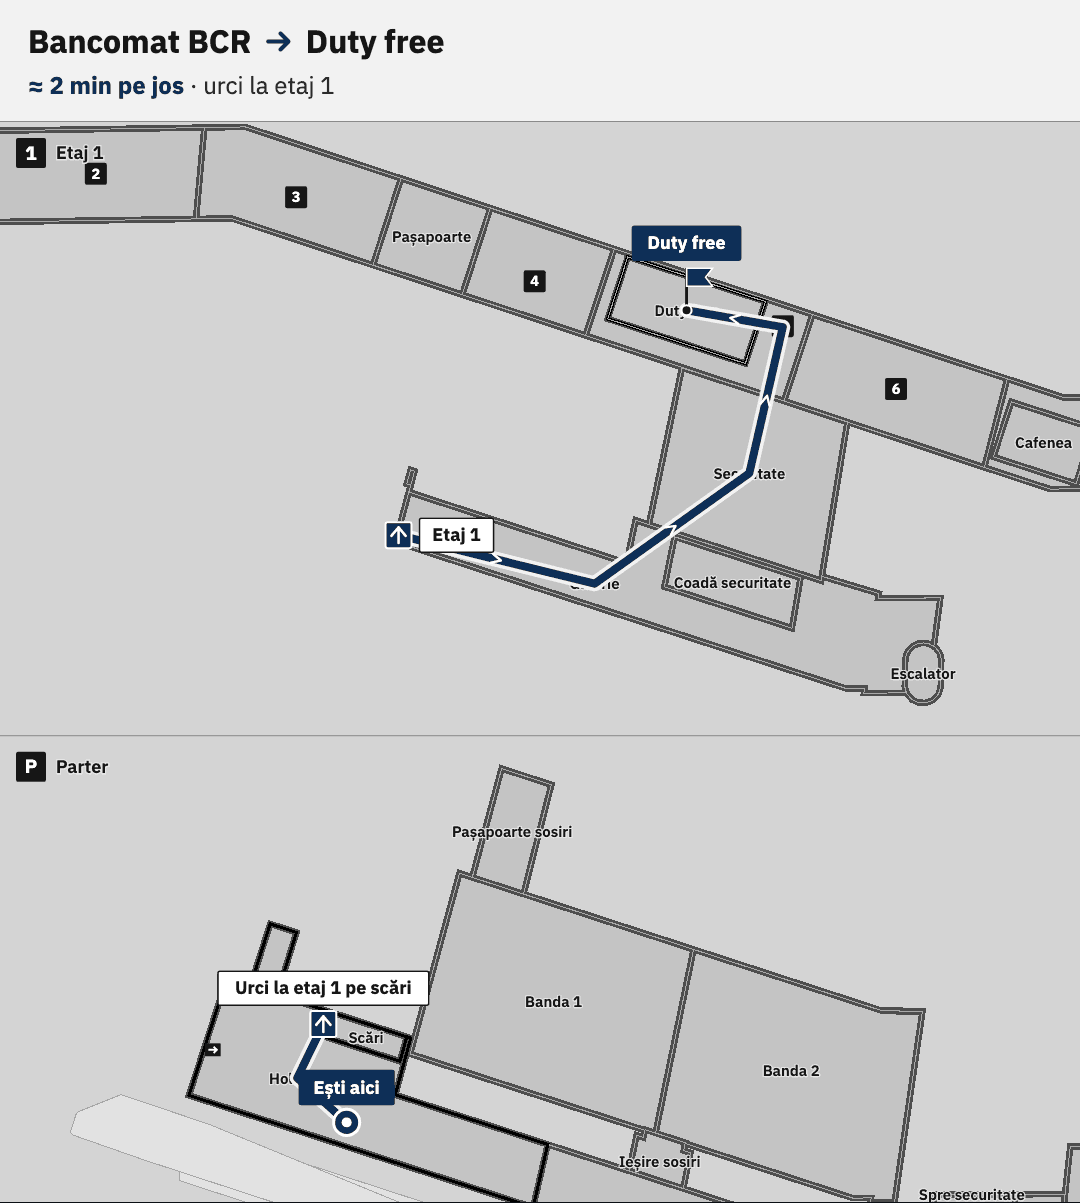 Bancomat BCR → Duty free
≈ 2 min pe jos · urci la etaj 1
1 Etaj 1
2
3
Pașapoarte
4
Duty free
6
Cafenea
Securitate
Etaj 1
Coadă securitate
Escalator
P Parter
Pașapoarte sosiri
Banda 1
Urci la etaj 1 pe scări
Scări
Banda 2
Ești aici
Ieșire sosiri
Spre securitate